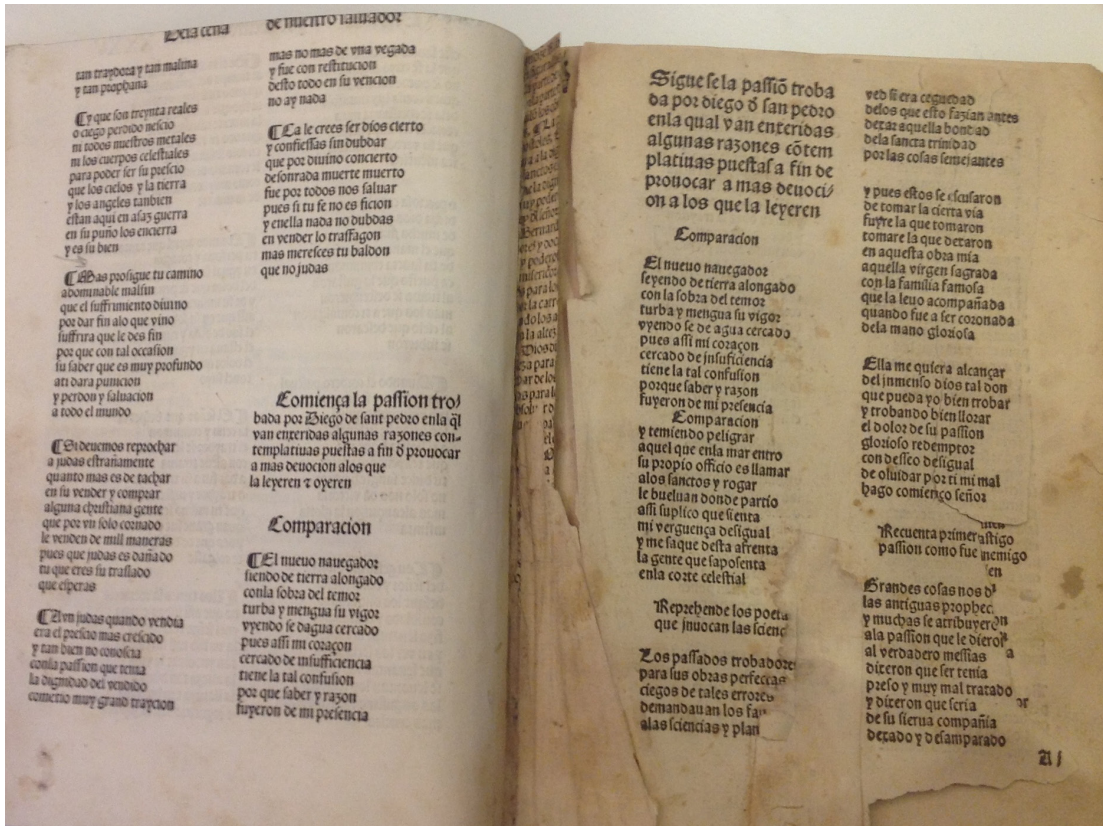 Dela cena de nuestro saluador
tan traydora y tan malina
y tan prophana
Cy que son treynta reales
o ciego perdido nescio
ni todos nuestros metales
ni los cuerpos celestiales
para poder ser su prescio
que los cielos y la tierra
y los angeles tanbien
estan aqui en asaz guerra
en su puño los encierra
y es su bien
¶Mas prosigue tu camino
abominable malsin
que el suffrimiento diuino
por dar fin alo que vino
suffrira que le des fin
por que con tal occasion
su saber que es muy profundo
ati dara punicion
y perdon y saluacion
a todo el mundo
¶Si deuemos reprochar
a judas estrañamente
quanto mas es de tachar
en su vender y comprar
alguna christiana gente
que por vn solo cornado
le venden de mill maneras
pues que judas es dañado
tu que eres su traslado
que esperas
¶Avn judas quando vendia
era el prescio mas crescido
y tan bien no conoscia
conla passion que tenia
la dignidad del vendido
cometio muy grand traycion
mas no mas de vna vegada
y fue con restitucion
desto todo en su vencion
no ay nada
¶La le crees ser dios cierto
y confiessas sin dubdar
que por diuino concierto
desonrada muerte muerto
fue por todos nos saluar
pues si tu fe no es ficion
y enella nada no dubdas
en vender lo traffagon
mas meresces tu baldon
que no judas
Comiença la passion tro/
bada por Diego de sant pedro enla q̃l
van enxeridas algunas razones con-
templatiuas puestas a fin d̃ prouocar
a mas deuocion alos que
la leyeren ⁊ oyeren
Comparacion
¶El nueuo nauegador
siendo de tierra alongado
conla sobra del temor
turba y mengua su vigor
vyendo se dagua cercado
pues assi mi coraçon
cercado de insufficiencia
tiene la tal confusion
por que saber y razon
fuyeron de mi presencia
Sigue se la passiõ troba
da por diego d̃ san pedro
enla qual van enxeridas
algunas razones cõtem
platiuas puestas a fin de
prouocar a mas deuoci/
on a los que la leyeren
Comparacion
El nueuo nauegador
seyendo de tierra alongado
con la sobra del temor
turba y mengua su vigor
vyendo se de agua cercado
pues assi mi coraçon
cercado de jnsuficiencia
tiene la tal confusion
porque saber y razon
fuyeron de mi presencia
Comparacion
y temiendo peligrar
aquel que enla mar entro
su propio officio es llamar
alos sanctos y rogar
le bueluan donde partio
assi suplico que sienta
mi verguença desigual
y me saque desta afrenta
la gente que saposenta
enla corte celestial
Reprehende los poeta
que jnuocan las scienc
Los passados trobadores
para sus obras perfectas
ciegos de tales errores
demandauan los fa
alas sciencias y plan
ved si era ceguedad
delos que esto fazian antes
dexar aquella bondad
dela sancta trinidad
por las cosas semejantes
y pues estos se escusaron
de tomar la cierta via
fuyre la que tomaron
tomare la que dexaron
en aquesta obra mia
aquella virgen sagrada
con la familia famosa
que la leuo acompañada
quando fue a ser coronada
dela mano gloriosa
Ella me quiera alcançar
del jnmenso dios tal don
que pueda yo bien trobar
y trobando bien llorar
el dolor de su passion
glorioso redemptor
con desseo desigual
de oluidar por ti mi mal
hago comienço señor
Recuenta primer astigo
passion como fue nemigo
en
Grandes cosas nos d
las antiguas prophec
y muchas se atribuyeron
ala passion que le dieron a
al verdadero messias
dixeron que ser tenia
preso y muy mal tratado
y dixeron que seria or
de su sierua compañia
dexado y desamparado
A j